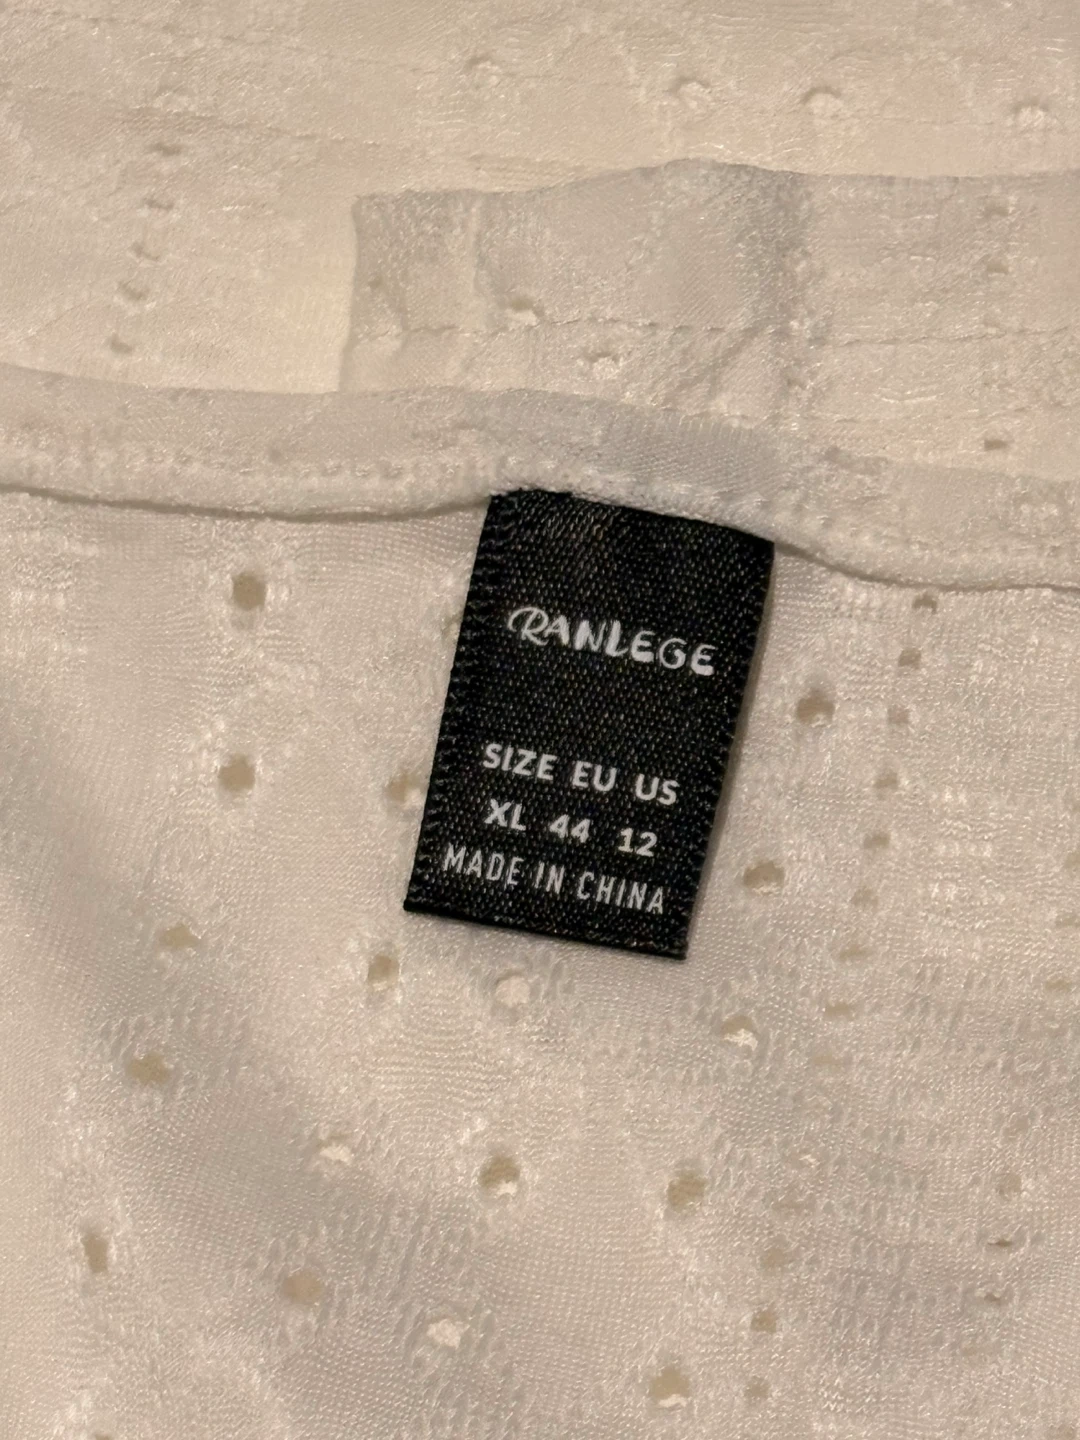 RANLEGE
SIZE EU US
XL 44 12
MADE IN CHINA